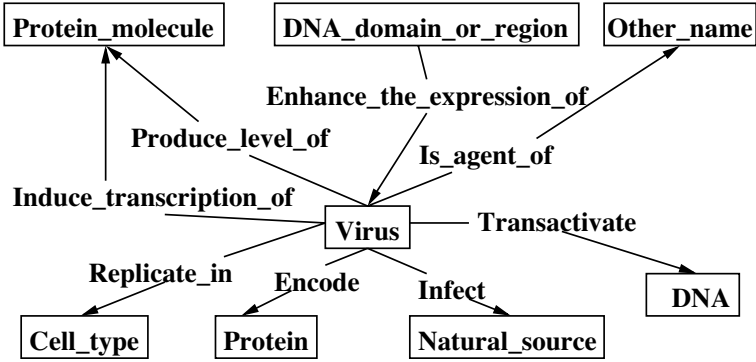 Protein_molecule
DNA_domain_or_region
Other_name
Enhance_the_expression_of
Produce_level_of
Is_agent_of
Induce_transcription_of
Virus
Transactivate
Replicate_in
Encode
Infect
DNA
Cell_type
Protein
Natural_source